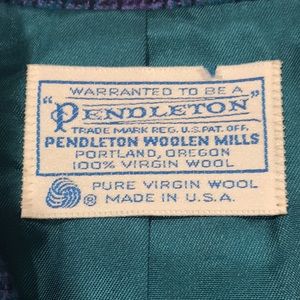 WARRANTED TO BE A
"PENDLETON"
TRADE MARK REG. U.S. PAT. OFF.
PENDLETON WOOLEN MILLS
PORTLAND, OREGON
100% VIRGIN WOOL
PURE VIRGIN WOOL
® MADE IN U.S.A.